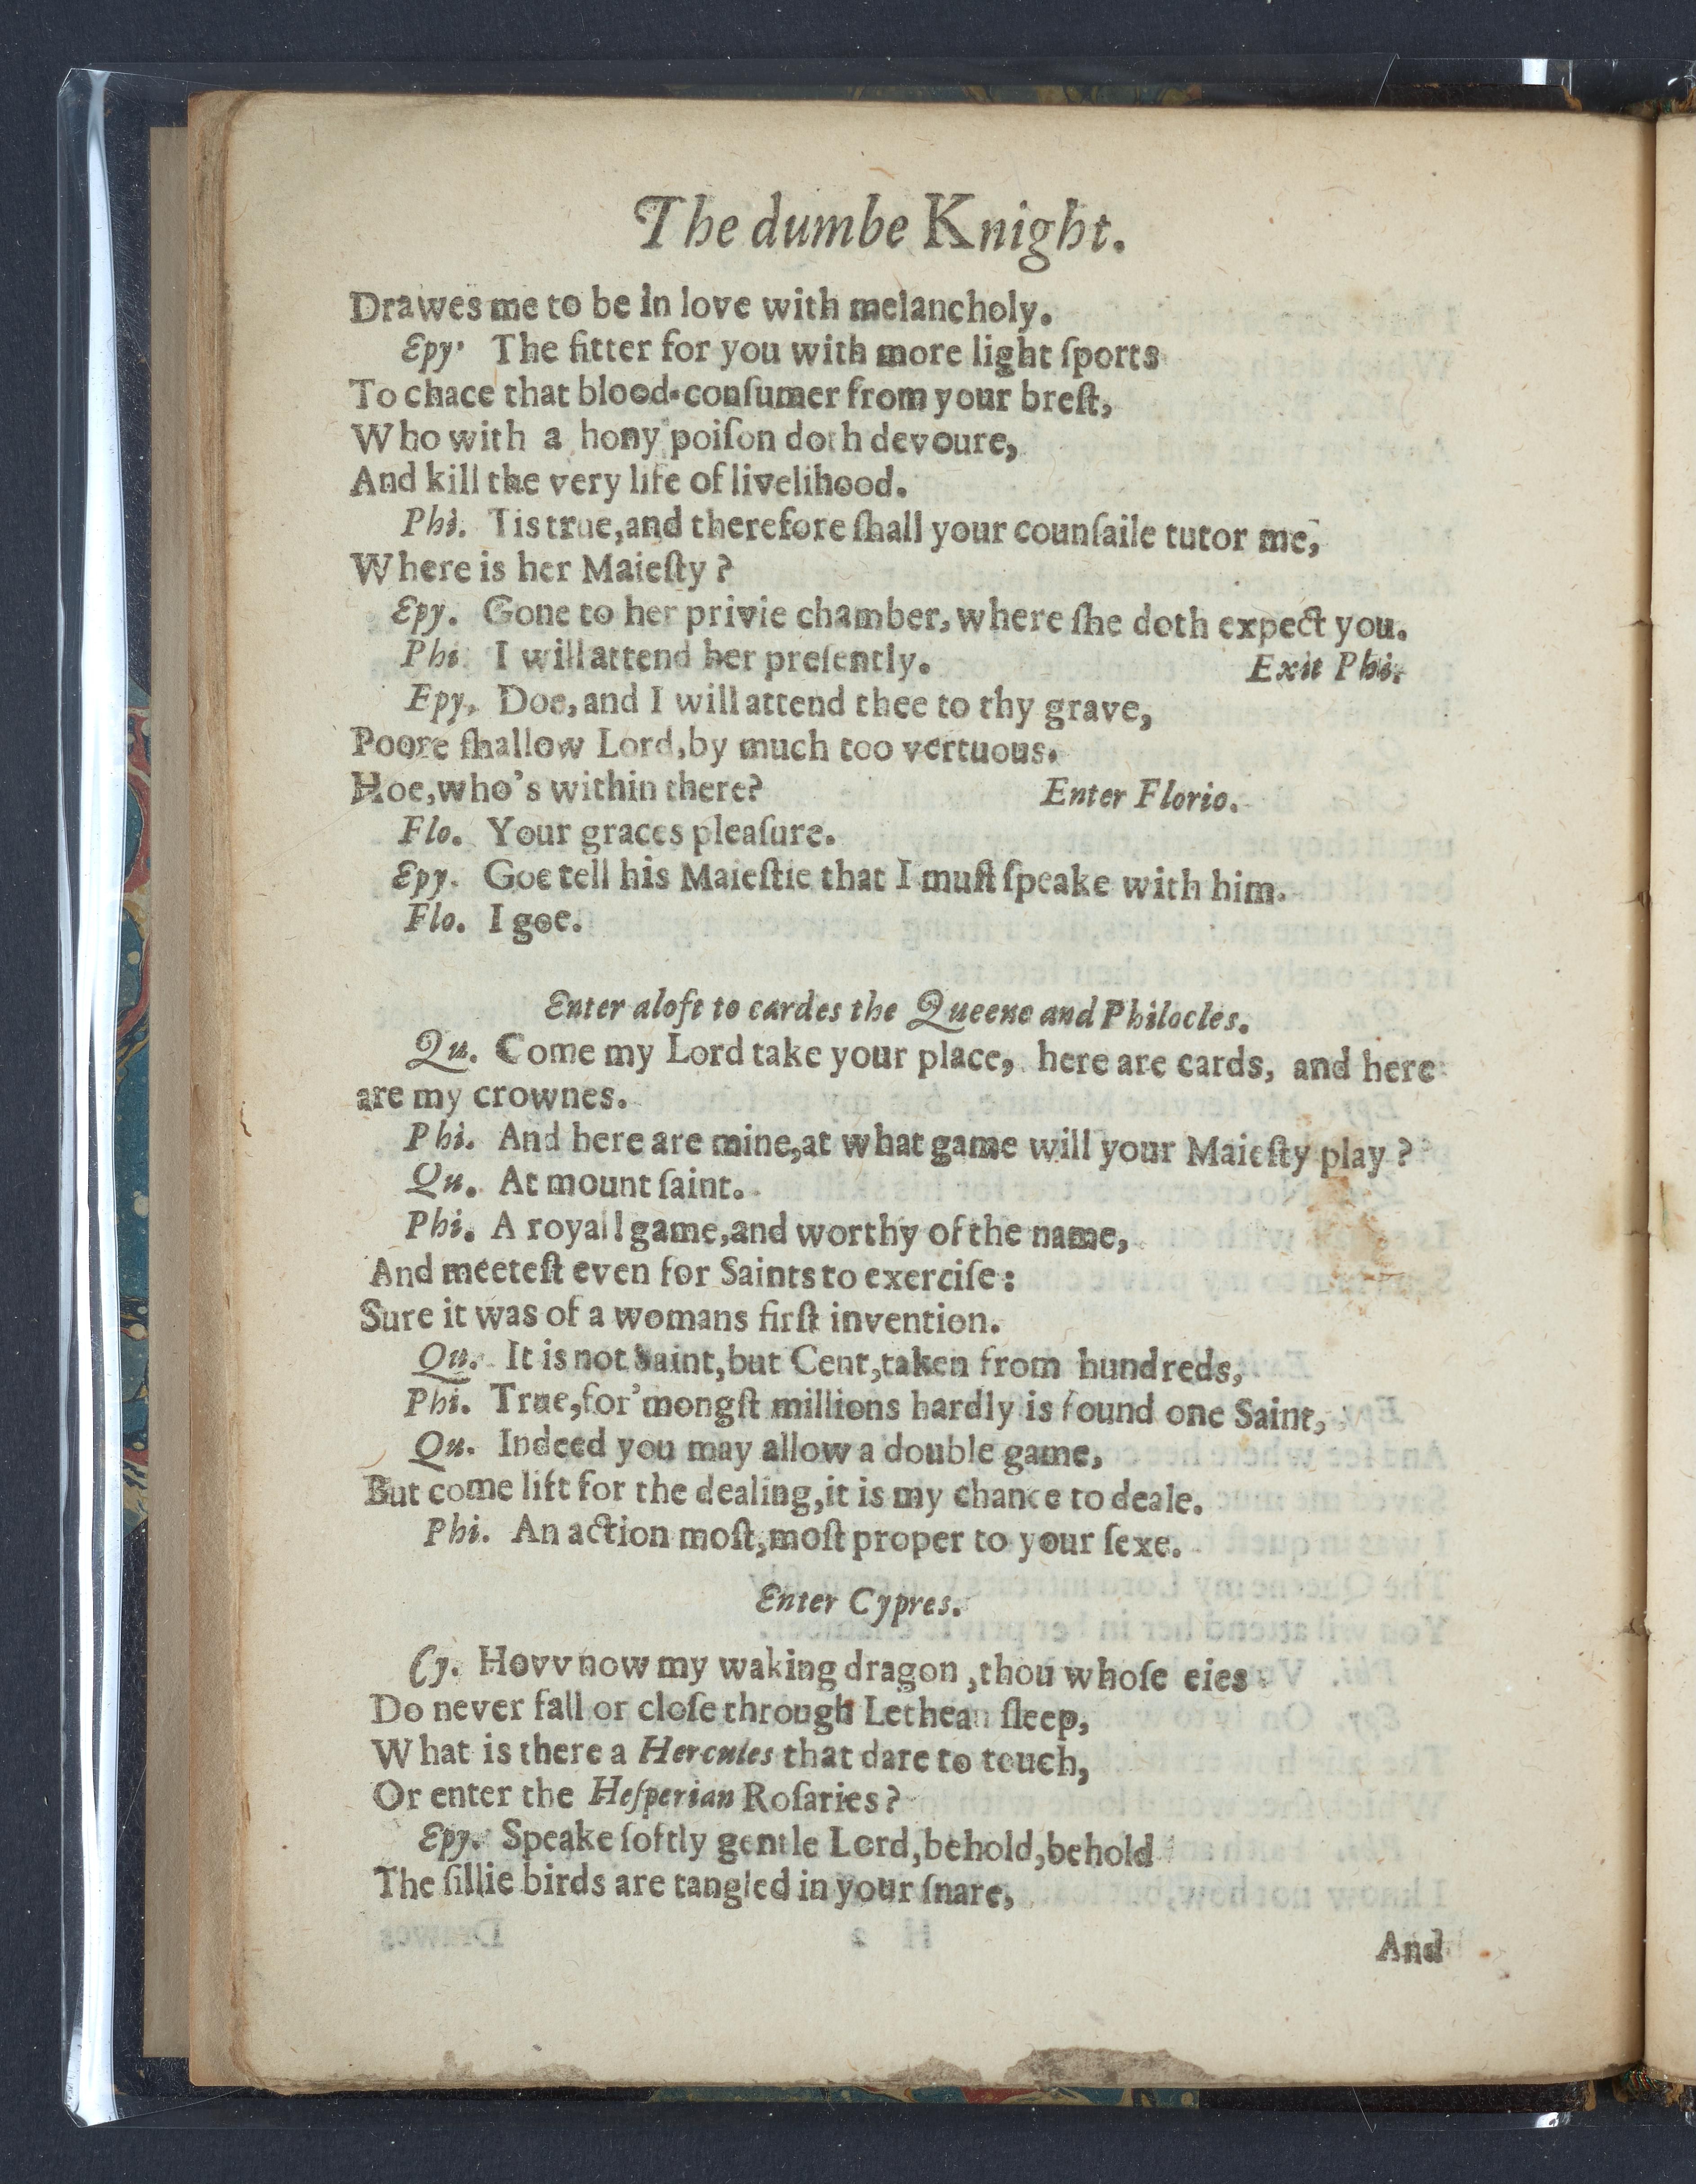 The dumbe Knight.
Drawes me to be in love with melancholy.
Epy. The fitter for you with more light ſports
To chace that blood-conſumer from your breſt,
Who with a hony poiſon doth devoure,
And kill the very life of livelihood.
Phi. Tis true,and therefore ſhall your counſaile tutor me,
Where is her Maieſty ?
Epy. Gone to her privie chamber,where ſhe doth expect you.
Phi. I will attend her preſently. Exit Phi.
Epy. Doe,and I will attend thee to thy grave,
Poore ſhallow Lord,by much too vertuous.
Hoe,who's within there? Enter Florio.
Flo. Your graces pleaſure.
Epy. Goe tell his Maieſtie that I muſt ſpeake with him.
Flo. I goe.
Enter aloft to cardes the Queene and Philocles.
Qu. Come my Lord take your place, here are cards, and here
are my crownes.
Phi. And here are mine,at what game will your Maieſty play ?
Qu. At mount ſaint.
Phi. A royall game,and worthy of the name,
And meeteſt even for Saints to exerciſe :
Sure it was of a womans firſt invention.
Qu. It is not Saint,but Cent,taken from hundreds,
Phi. True,for'mongſt millions hardly is found one Saint,
Qu. Indeed you may allow a double game,
But come lift for the dealing,it is my chance to deale.
Phi. An action moſt,moſt proper to your ſexe.
Enter Cypres.
Cy. Hovv now my waking dragon ,thou whoſe eies
Do never fall or cloſe through Lethean ſleep,
What is there a Hercules that dare to touch,
Or enter the Heſperian Roſaries ?
Epy. Speake ſoftly gentle Lord,behold,behold
The ſillie birds are tangled in your ſnare,
And